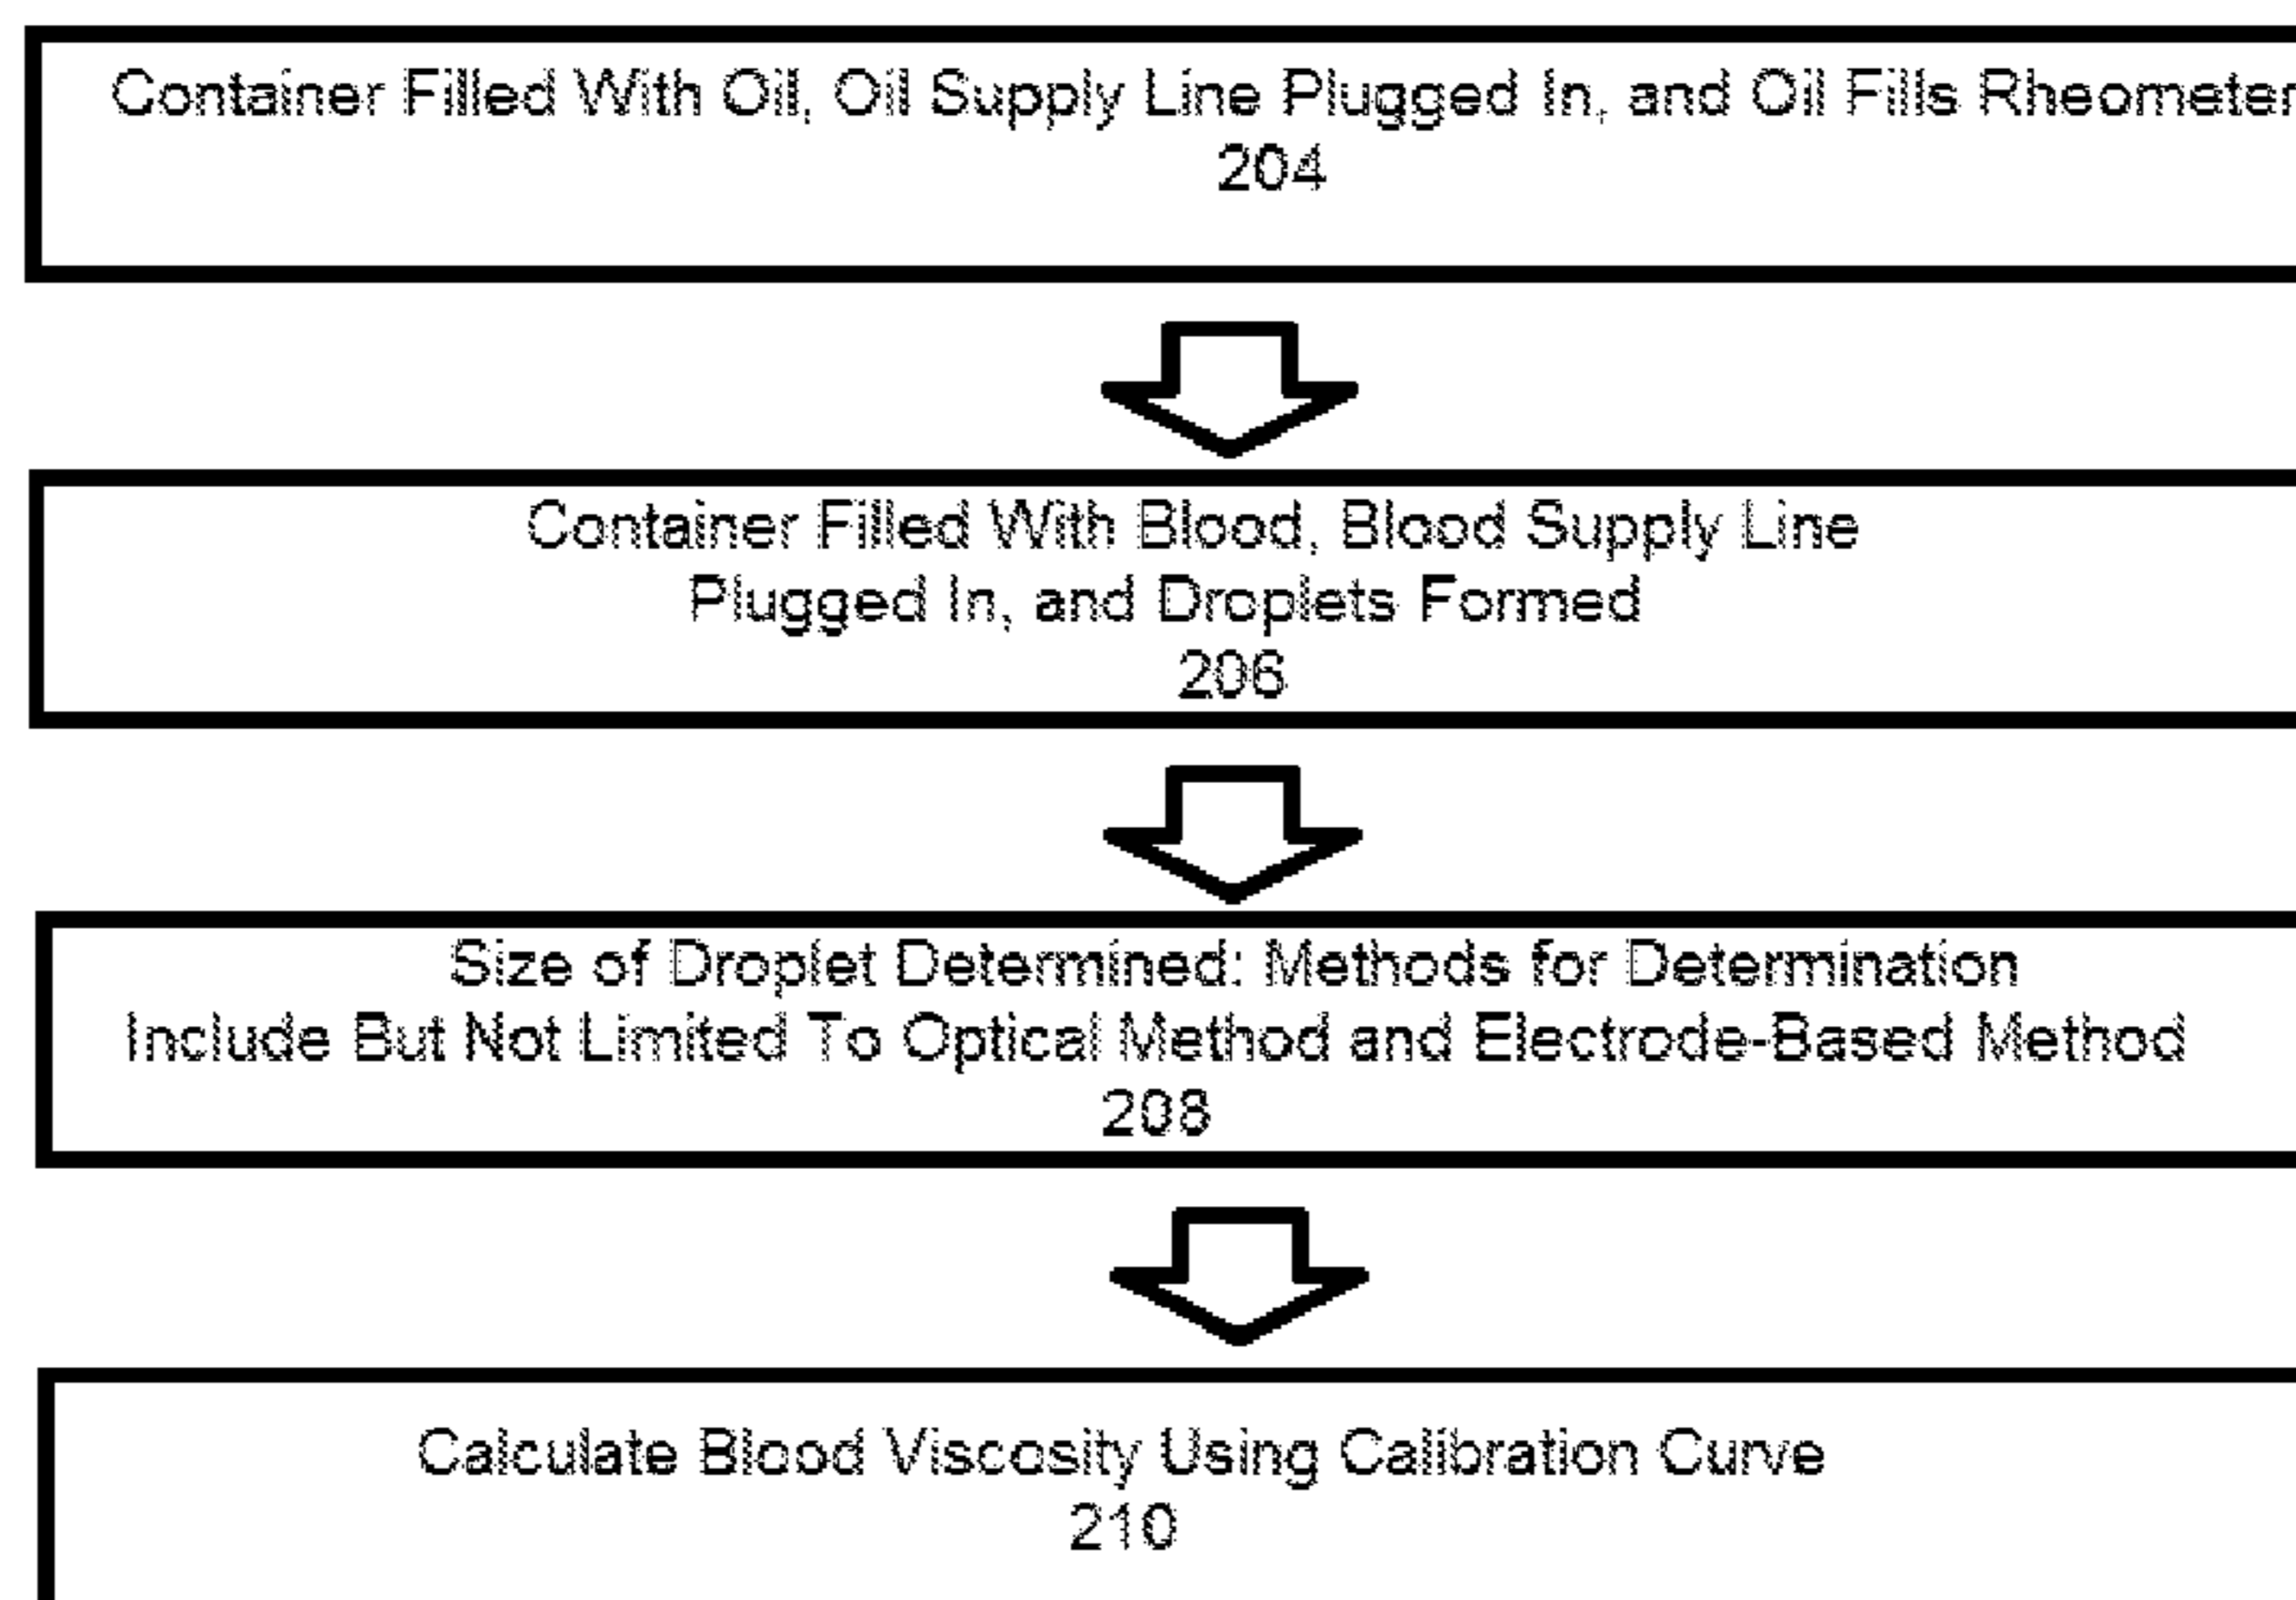 Container Filled With Oil, Oil Supply Line Plugged In, and Oil Fills Rheometer
204
Container Filled With Blood, Blood Supply Line
Plugged In, and Droplets Formed
206
Size of Droplet Determined: Methods for Determination
Include But Not Limited To Optical Method and Electrode-Based Method
208
Calculate Blood Viscosity Using Calibration Curve
210